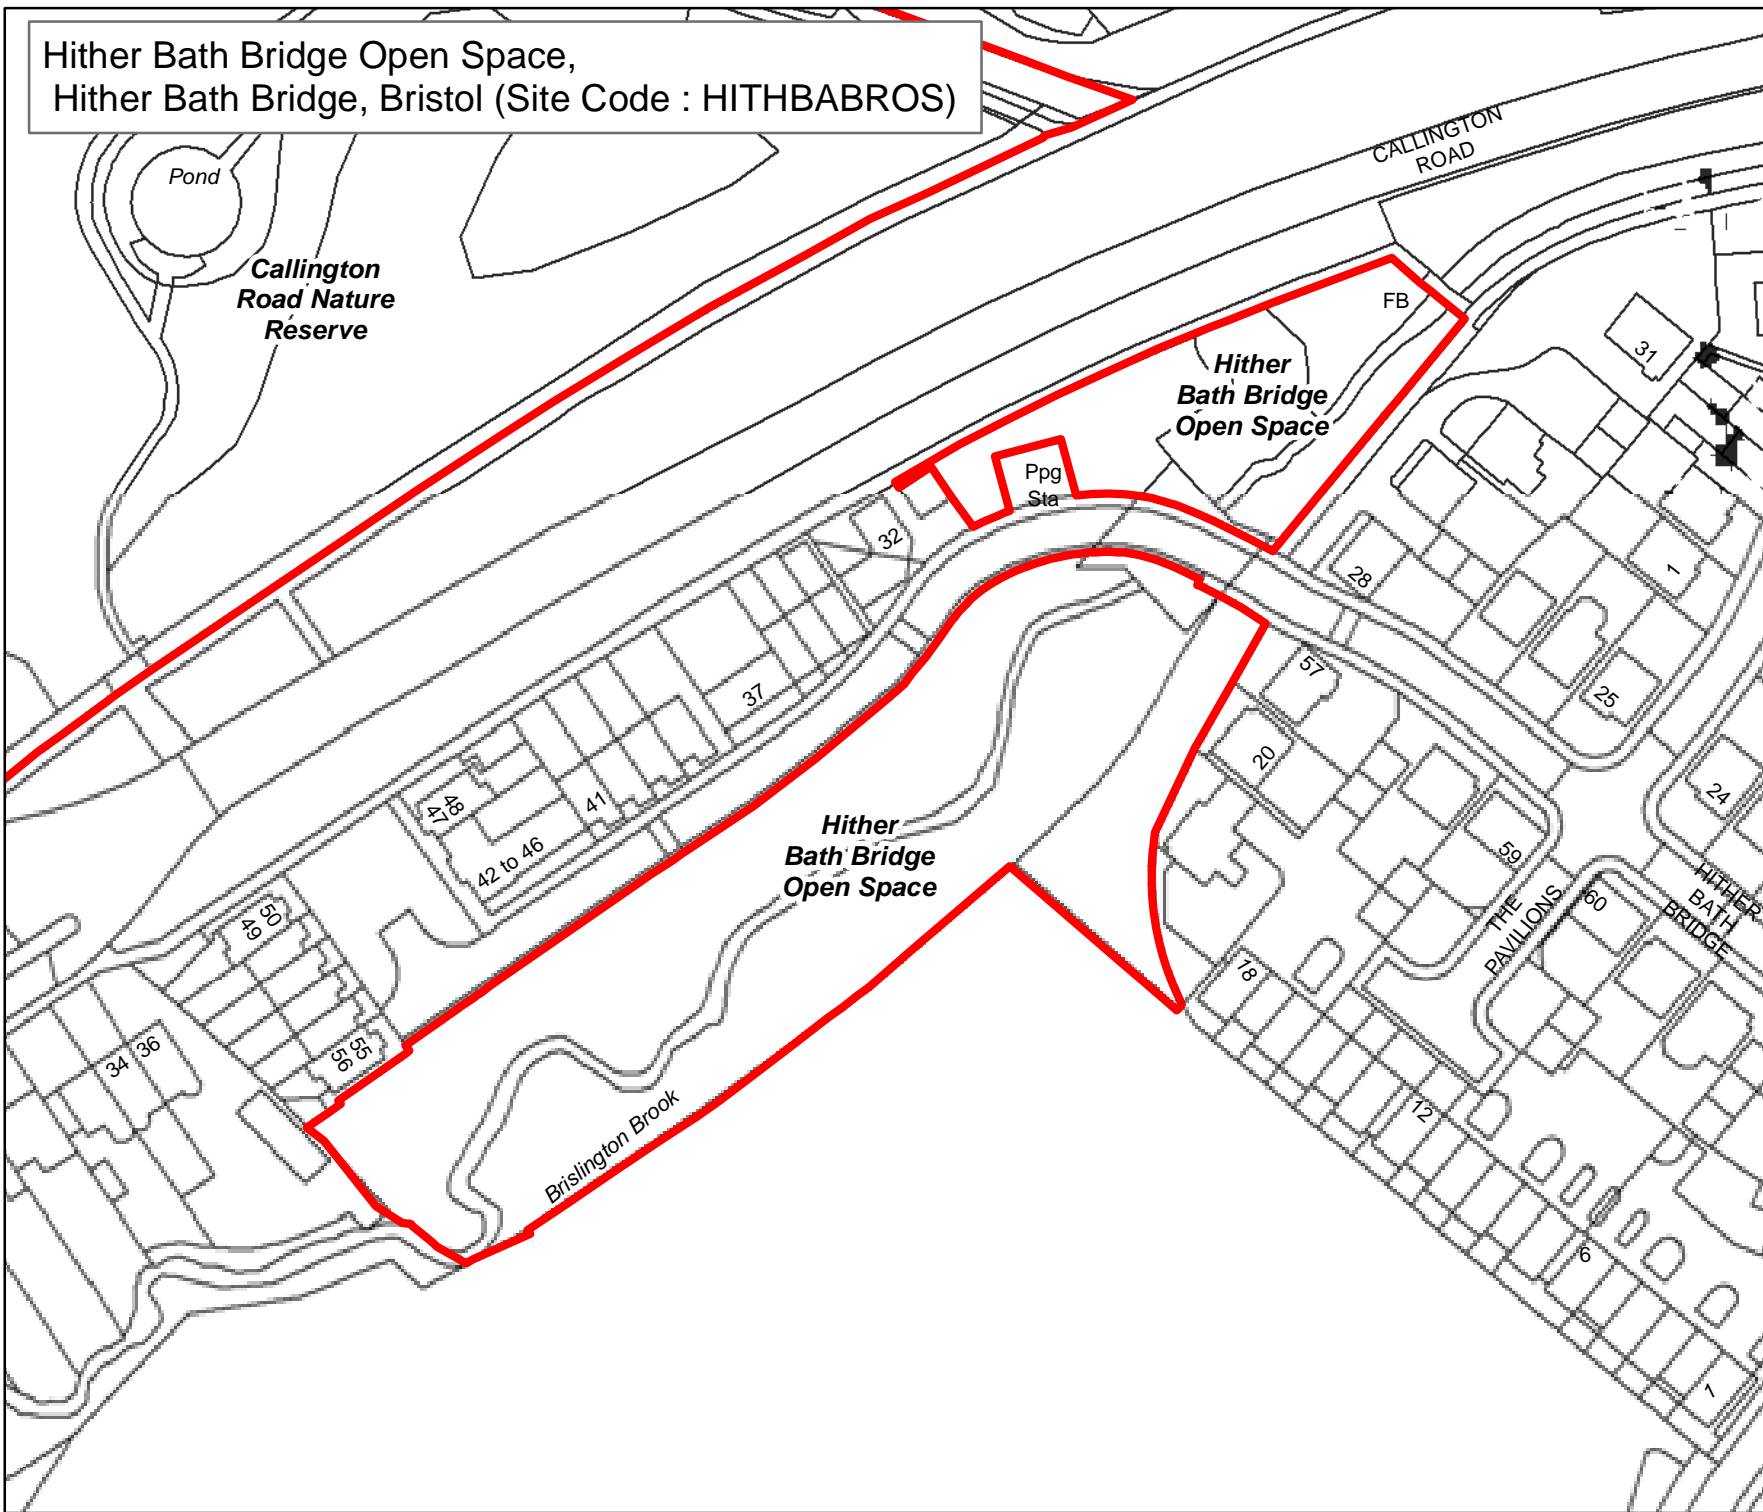 Hither Bath Bridge Open Space,
Hither Bath Bridge, Bristol (Site Code : HITHBABROS)
Pond
CALLINGTON
ROAD
Callington
Road Nature
Reserve
FB
31
Hither
Bath Bridge
Open Space
Ppg
Sta
32
28
1
57
25
37
20
24
48
47
41
42 to 46
59
Hither
Bath Bridge
Open Space
THE
PAVILIONS
60
HITHER
BATH
BRIDGE
50
49
18
55
56
36
34
Brislington Brook
12
6
1